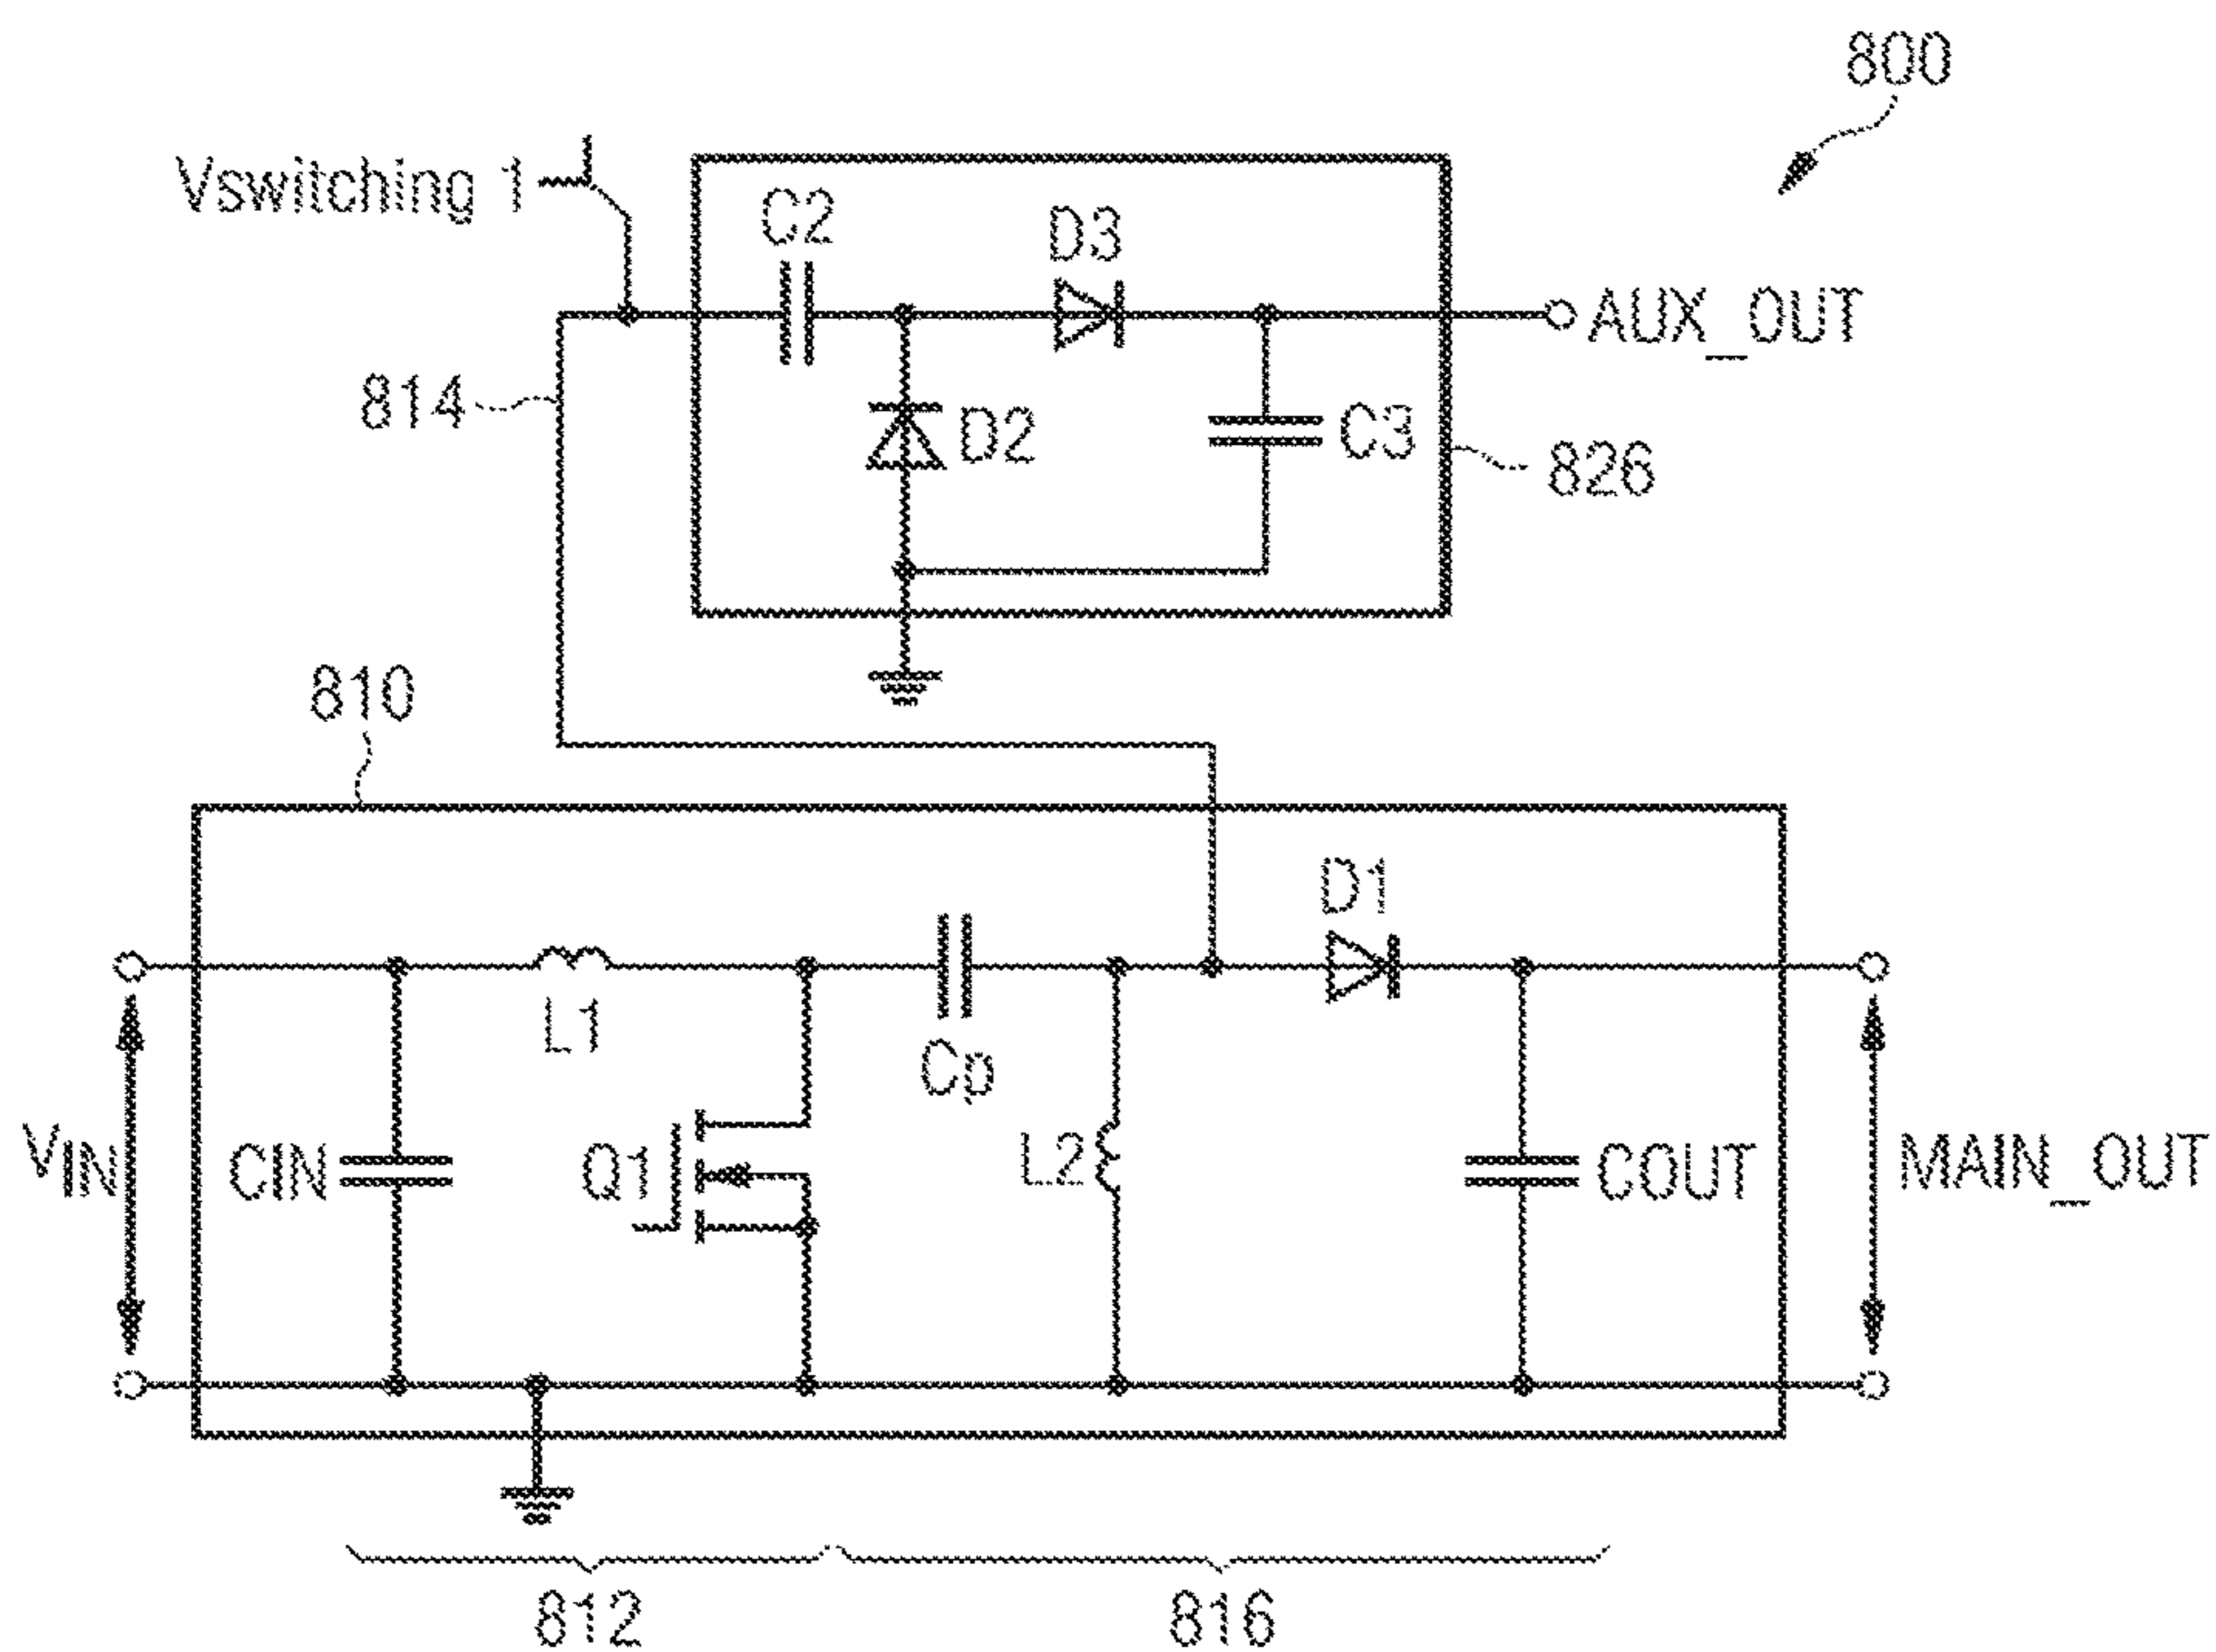 800
Vswitching 1
C2
D3
AUX_OUT
814
D2
C3
826
810
D1
L1
Cp
VIN
CIN
Q1
L2
COUT
MAIN_OUT
812
816